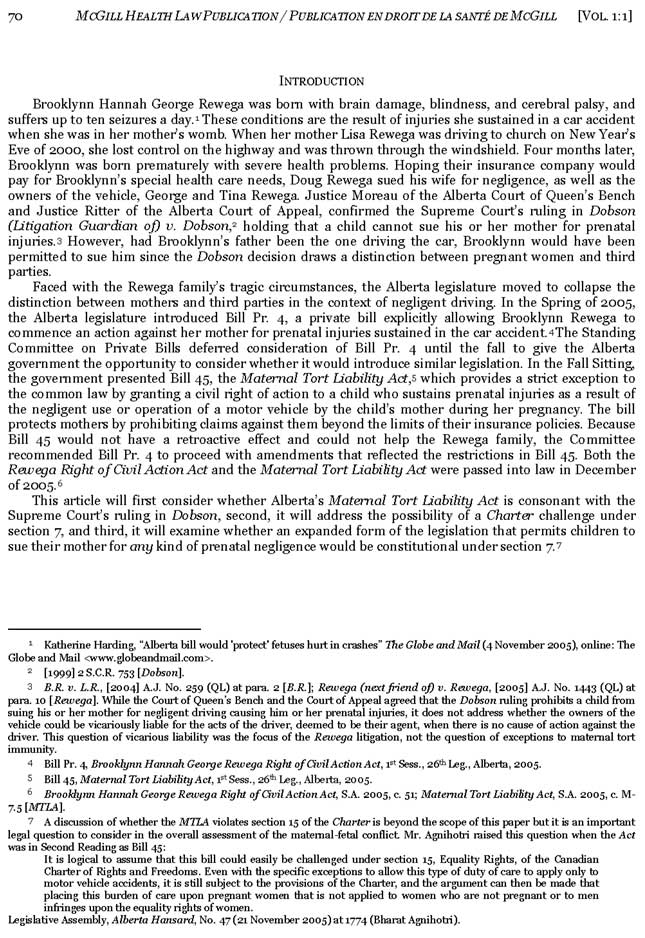 70 MCGILL HEALTH LAW PUBLICATION / PUBLICATION EN DROIT DE LA SANTÉ DE MCGILL [VOL. 1:1]
INTRODUCTION
Brooklynn Hannah George Rewega was born with brain damage, blindness, and cerebral palsy, and
suffers up to ten seizures a day.1 These conditions are the result of injuries she sustained in a car accident
when she was in her mother's womb. When her mother Lisa Rewega was driving to church on New Year's
Eve of 2000, she lost control on the highway and was thrown through the windshield. Four months later,
Brooklynn was born prematurely with severe health problems. Hoping their insurance company would
pay for Brooklynn's special health care needs, Doug Rewega sued his wife for negligence, as well as the
owners of the vehicle, George and Tina Rewega. Justice Moreau of the Alberta Court of Queen's Bench
and Justice Ritter of the Alberta Court of Appeal, confirmed the Supreme Court's ruling in Dobson
(Litigation Guardian of) v. Dobson,2 holding that a child cannot sue his or her mother for prenatal
injuries.3 However, had Brooklynn's father been the one driving the car, Brooklynn would have been
permitted to sue him since the Dobson decision draws a distinction between pregnant women and third
parties.
Faced with the Rewega family's tragic circumstances, the Alberta legislature moved to collapse the
distinction between mothers and third parties in the context of negligent driving. In the Spring of 2005,
the Alberta legislature introduced Bill Pr. 4, a private bill explicitly allowing Brooklynn Rewega to
commence an action against her mother for prenatal injuries sustained in the car accident.4 The Standing
Committee on Private Bills deferred consideration of Bill Pr. 4 until the fall to give the Alberta
government the opportunity to consider whether it would introduce similar legislation. In the Fall Sitting,
the government presented Bill 45, the Maternal Tort Liability Act,5 which provides a strict exception to
the common law by granting a civil right of action to a child who sustains prenatal injuries as a result of
the negligent use or operation of a motor vehicle by the child's mother during her pregnancy. The bill
protects mothers by prohibiting claims against them beyond the limits of their insurance policies. Because
Bill 45 would not have a retroactive effect and could not help the Rewega family, the Committee
recommended Bill Pr. 4 to proceed with amendments that reflected the restrictions in Bill 45. Both the
Rewega Right of Civil Action Act and the Maternal Tort Liability Act were passed into law in December
of 2005.6
This article will first consider whether Alberta's Maternal Tort Liability Act is consonant with the
Supreme Court's ruling in Dobson, second, it will address the possibility of a Charter challenge under
section 7, and third, it will examine whether an expanded form of the legislation that permits children to
sue their mother for any kind of prenatal negligence would be constitutional under section 7.7
1 Katherine Harding, "Alberta bill would 'protect' fetuses hurt in crashes" The Globe and Mail (4 November 2005), online: The
Globe and Mail <www.globeandmail.com>.
2 [1999] 2 S.C.R. 753 [Dobson].
3 B.R. v. L.R., [2004] A.J. No. 259 (QL) at para. 2 [B.R.]; Rewega (next friend of) v. Rewega, [2005] A.J. No. 1443 (QL) at
para. 10 [Rewega]. While the Court of Queen's Bench and the Court of Appeal agreed that the Dobson ruling prohibits a child from
suing his or her mother for negligent driving causing him or her prenatal injuries, it does not address whether the owners of the
vehicle could be vicariously liable for the acts of the driver, deemed to be their agent, when there is no cause of action against the
driver. This question of vicarious liability was the focus of the Rewega litigation, not the question of exceptions to maternal tort
immunity.
4 Bill Pr. 4, Brooklynn Hannah George Rewega Right of Civil Action Act, 1st Sess., 26th Leg., Alberta, 2005.
5 Bill 45, Maternal Tort Liability Act, 1st Sess., 26th Leg., Alberta, 2005.
6 Brooklynn Hannah George Rewega Right of Civil Action Act, S.A. 2005, c. 51; Maternal Tort Liability Act, S.A. 2005, c. M-
7.5 [MTLA].
7 A discussion of whether the MTLA violates section 15 of the Charter is beyond the scope of this paper but it is an important
legal question to consider in the overall assessment of the maternal-fetal conflict. Mr. Agnihotri raised this question when the Act
was in Second Reading as Bill 45:
It is logical to assume that this bill could easily be challenged under section 15, Equality Rights, of the Canadian
Charter of Rights and Freedoms. Even with the specific exceptions to allow this type of duty of care to apply only to
motor vehicle accidents, it is still subject to the provisions of the Charter, and the argument can then be made that
placing this burden of care upon pregnant women that is not applied to women who are not pregnant or to men
infringes upon the equality rights of women.
Legislative Assembly, Alberta Hansard, No. 47 (21 November 2005) at 1774 (Bharat Agnihotri).